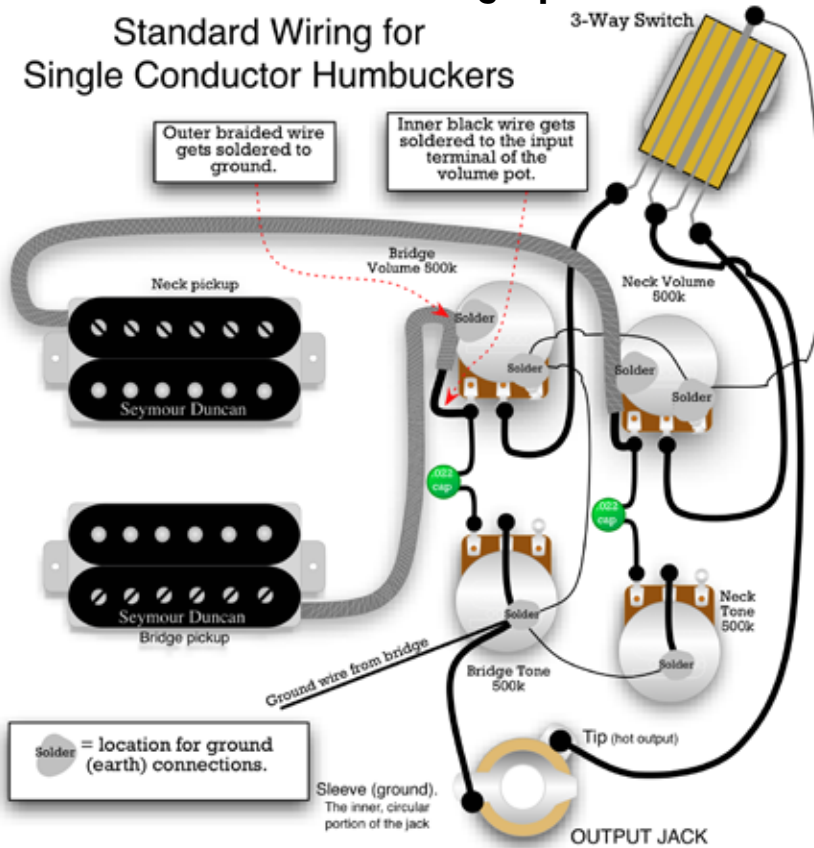 Standard Wiring for
Single Conductor Humbuckers
3-Way Switch
Outer braided wire
gets soldered to
ground.
Inner black wire gets
soldered to the input
terminal of the
volume pot.
Neck pickup
Bridge
Volume 500k
Neck Volume
500k
Solder
Solder
Solder
Solder
Seymour Duncan
.022
cap
.022
cap
Seymour Duncan
Bridge pickup
Solder
Neck
Tone
500k
Solder
Bridge Tone
500k
Ground wire from bridge
Solder = location for ground
(earth) connections.
Tip (hot output)
Sleeve (ground).
The inner, circular
portion of the jack
OUTPUT JACK